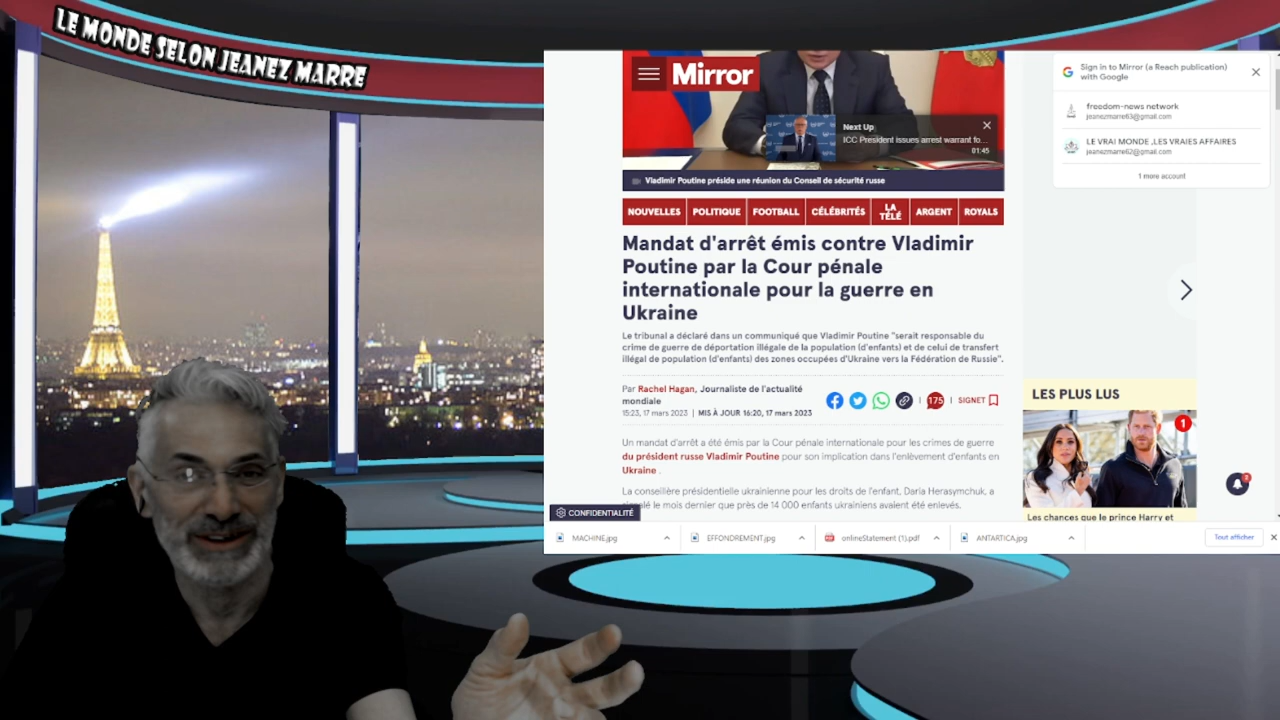 LE MONDE SELON JEANEZ MARRE
Mirror
Next Up
ICC President issues arrest warrant fo...
01:45
Vladimir Poutine préside une réunion du Conseil de sécurité russe
NOUVELLES
POLITIQUE
FOOTBALL
CÉLÉBRITÉS
LA
TÉLÉ
ARGENT
ROYALS
Mandat d'arrêt émis contre Vladimir
Poutine par la Cour pénale
internationale pour la guerre en
Ukraine
Le tribunal a déclaré dans un communiqué que Vladimir Poutine "serait responsable du
crime de guerre de déportation illégale de la population (d'enfants) et de celui de transfert
illégal de population (d'enfants) des zones occupées d'Ukraine vers la Fédération de Russie".
Par Rachel Hagan, Journaliste de l'actualité
mondiale
15:23, 17 mars 2023 | MIS À JOUR 16:20, 17 mars 2023
175
SIGNET
Un mandat d'arrêt a été émis par la Cour pénale internationale pour les crimes de guerre
du président russe Vladimir Poutine pour son implication dans l'enlèvement d'enfants en
Ukraine .
La conseillère présidentielle ukrainienne pour les droits de l'enfant, Daria Herasymchuk, a
lé le mois dernier que près de 14 000 enfants ukrainiens avaient été enlevés.
CONFIDENTIALITÉ
Sign in to Mirror (a Reach publication)
with Google
freedom-news network
jeanezmarre63@gmail.com
LE VRAI MONDE ,LES VRAIES AFFAIRES
jeanezmarre62@gmail.com
1 more account
LES PLUS LUS
1
Les chances que le prince Harry et
2
MACHINE.jpg
EFFONDREMENT.jpg
onlineStatement (1).pdf
ANTARTICA.jpg
Tout afficher